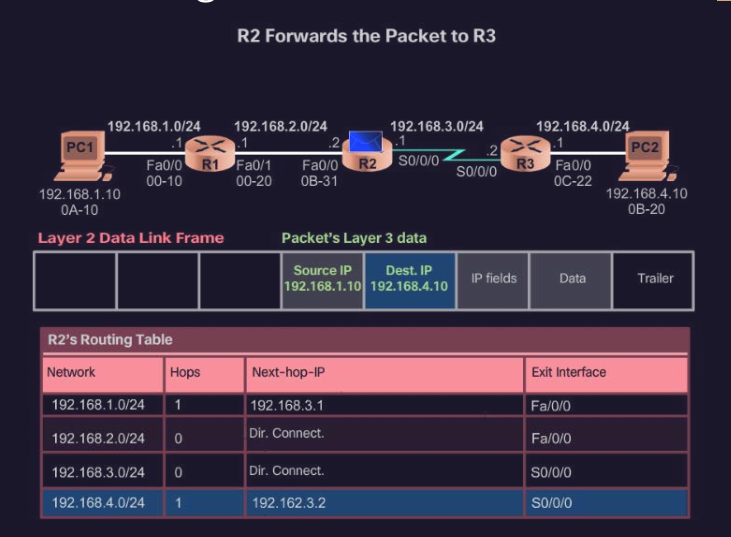 R2 Forwards the Packet to R3
192.168.1.0/24 192.168.2.0/24 192.168.3.0/24 192.168.4.0/24
PC1 .1 .1 .2 .1 .2 .1 PC2
Fa0/0 R1 Fa0/1 Fa0/0 R2 S0/0/0 S0/0/0 R3 Fa0/0
00-10 00-20 0B-31 0C-22
192.168.1.10 192.168.4.10
0A-10 0B-20
Layer 2 Data Link Frame Packet's Layer 3 data
Source IP Dest. IP IP fields Data Trailer
192.168.1.10 192.168.4.10
R2's Routing Table
Network Hops Next-hop-IP Exit Interface
192.168.1.0/24 1 192.168.3.1 Fa/0/0
192.168.2.0/24 0 Dir. Connect. Fa/0/0
192.168.3.0/24 0 Dir. Connect. S0/0/0
192.168.4.0/24 1 192.162.3.2 S0/0/0